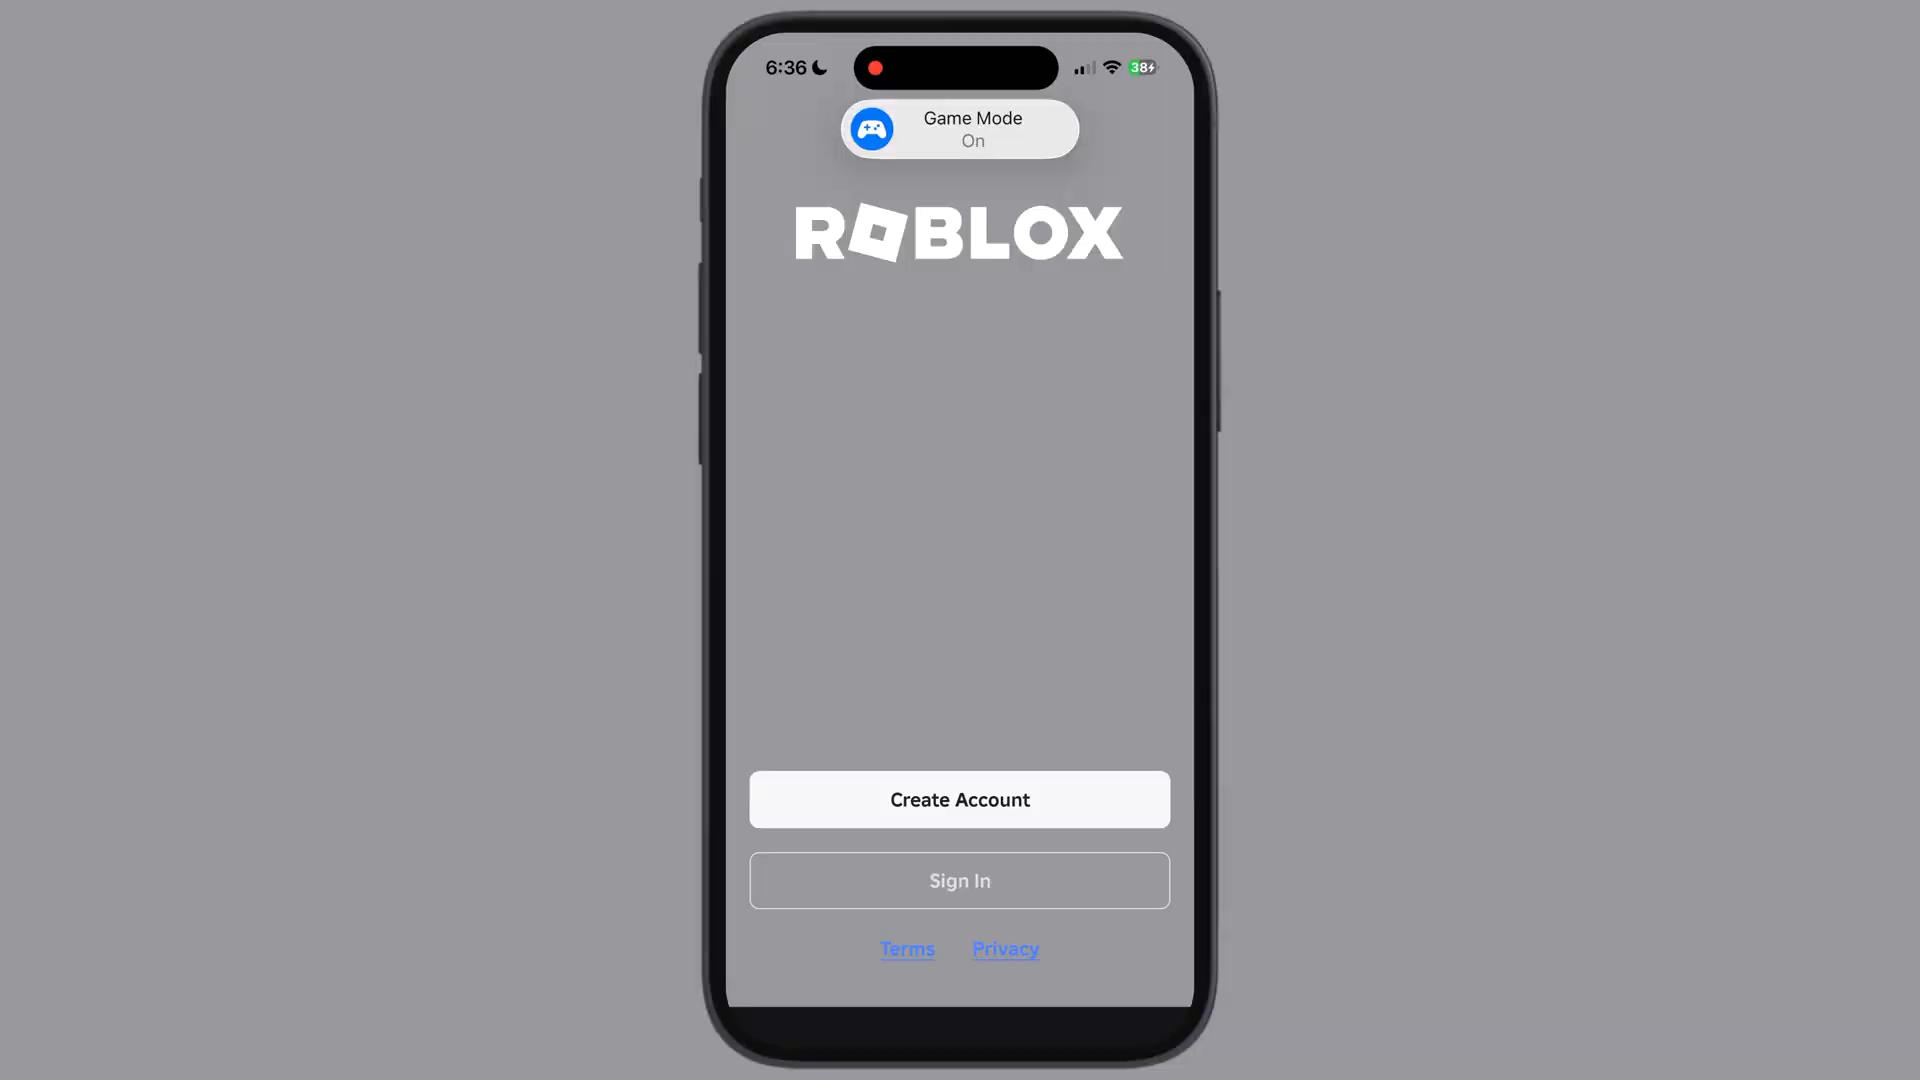 6:36
38
Game Mode
On
ROBLOX
Create Account
Sign In
Terms Privacy